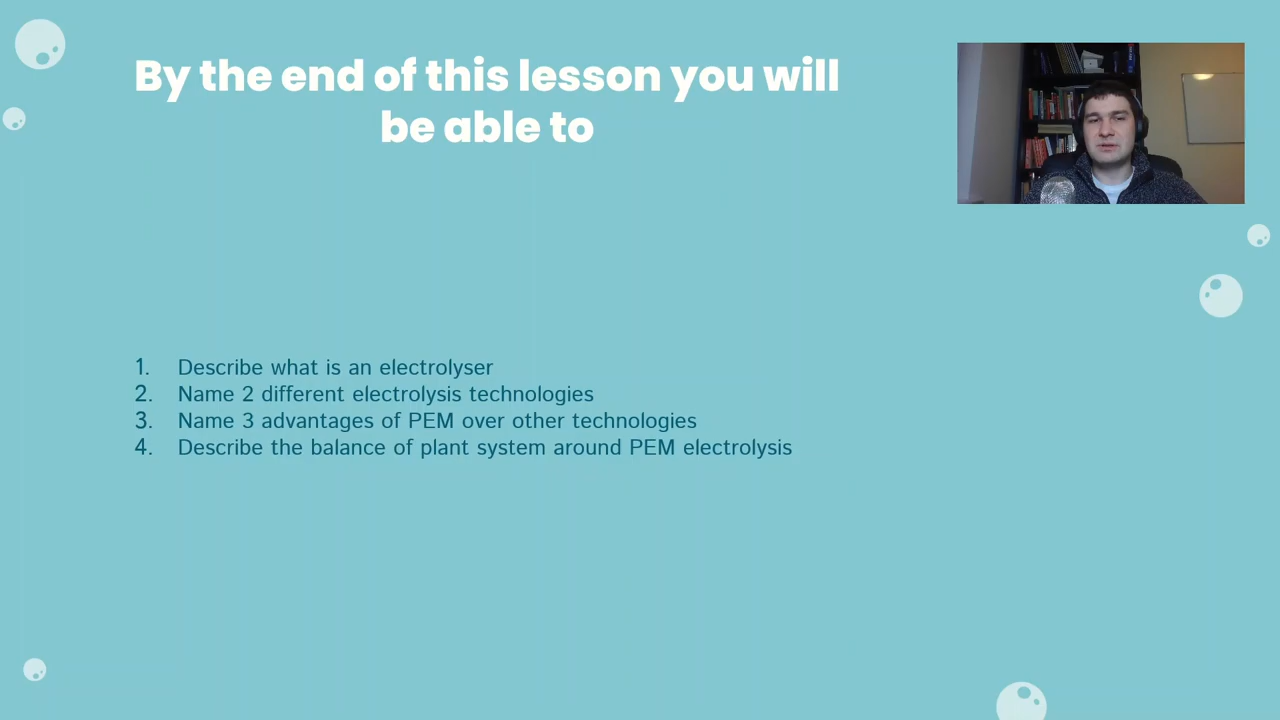 By the end of this lesson you will
be able to
1. Describe what is an electrolyser
2. Name 2 different electrolysis technologies
3. Name 3 advantages of PEM over other technologies
4. Describe the balance of plant system around PEM electrolysis